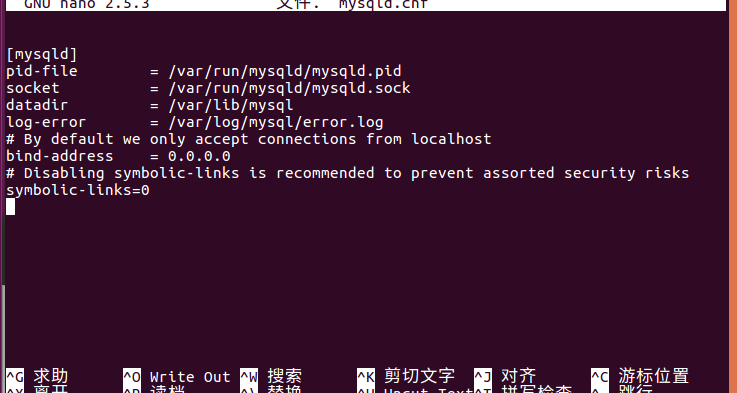 GNU nano 2.5.3 文件: mysqld.cnf
[mysqld]
pid-file = /var/run/mysqld/mysqld.pid
socket = /var/run/mysqld/mysqld.sock
datadir = /var/lib/mysql
log-error = /var/log/mysql/error.log
# By default we only accept connections from localhost
bind-address = 0.0.0.0
# Disabling symbolic-links is recommended to prevent assorted security risks
symbolic-links=0
^G 求助 ^O Write Out ^W 搜索 ^K 剪切文字 ^J 对齐 ^C 游标位置
^X 离开 ^R 读档 ^\ 替换 ^U Uncut Text ^T 拼写检查 ^_ 跳行